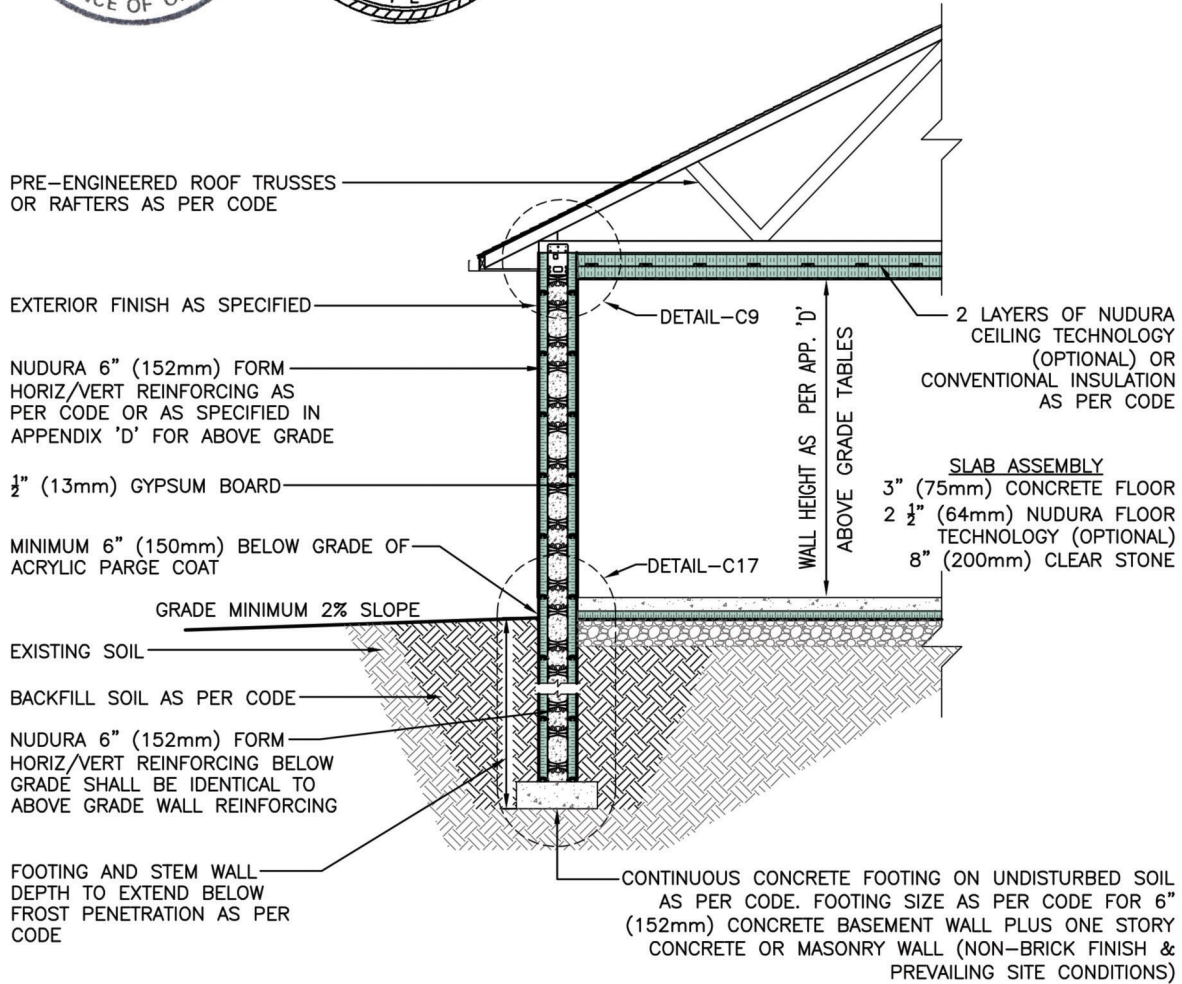 PRE-ENGINEERED ROOF TRUSSES
OR RAFTERS AS PER CODE
EXTERIOR FINISH AS SPECIFIED
DETAIL-C9
2 LAYERS OF NUDURA
CEILING TECHNOLOGY
(OPTIONAL) OR
CONVENTIONAL INSULATION
AS PER CODE
NUDURA 6" (152mm) FORM
HORIZ/VERT REINFORCING AS
PER CODE OR AS SPECIFIED IN
APPENDIX 'D' FOR ABOVE GRADE
WALL HEIGHT AS PER APP. 'D'
ABOVE GRADE TABLES
½" (13mm) GYPSUM BOARD
SLAB ASSEMBLY
3" (75mm) CONCRETE FLOOR
2 ½" (64mm) NUDURA FLOOR
TECHNOLOGY (OPTIONAL)
8" (200mm) CLEAR STONE
MINIMUM 6" (150mm) BELOW GRADE OF
ACRYLIC PARGE COAT
DETAIL-C17
GRADE MINIMUM 2% SLOPE
EXISTING SOIL
BACKFILL SOIL AS PER CODE
NUDURA 6" (152mm) FORM
HORIZ/VERT REINFORCING BELOW
GRADE SHALL BE IDENTICAL TO
ABOVE GRADE WALL REINFORCING
FOOTING AND STEM WALL
DEPTH TO EXTEND BELOW
FROST PENETRATION AS PER
CODE
CONTINUOUS CONCRETE FOOTING ON UNDISTURBED SOIL
AS PER CODE. FOOTING SIZE AS PER CODE FOR 6"
(152mm) CONCRETE BASEMENT WALL PLUS ONE STORY
CONCRETE OR MASONRY WALL (NON-BRICK FINISH &
PREVAILING SITE CONDITIONS)